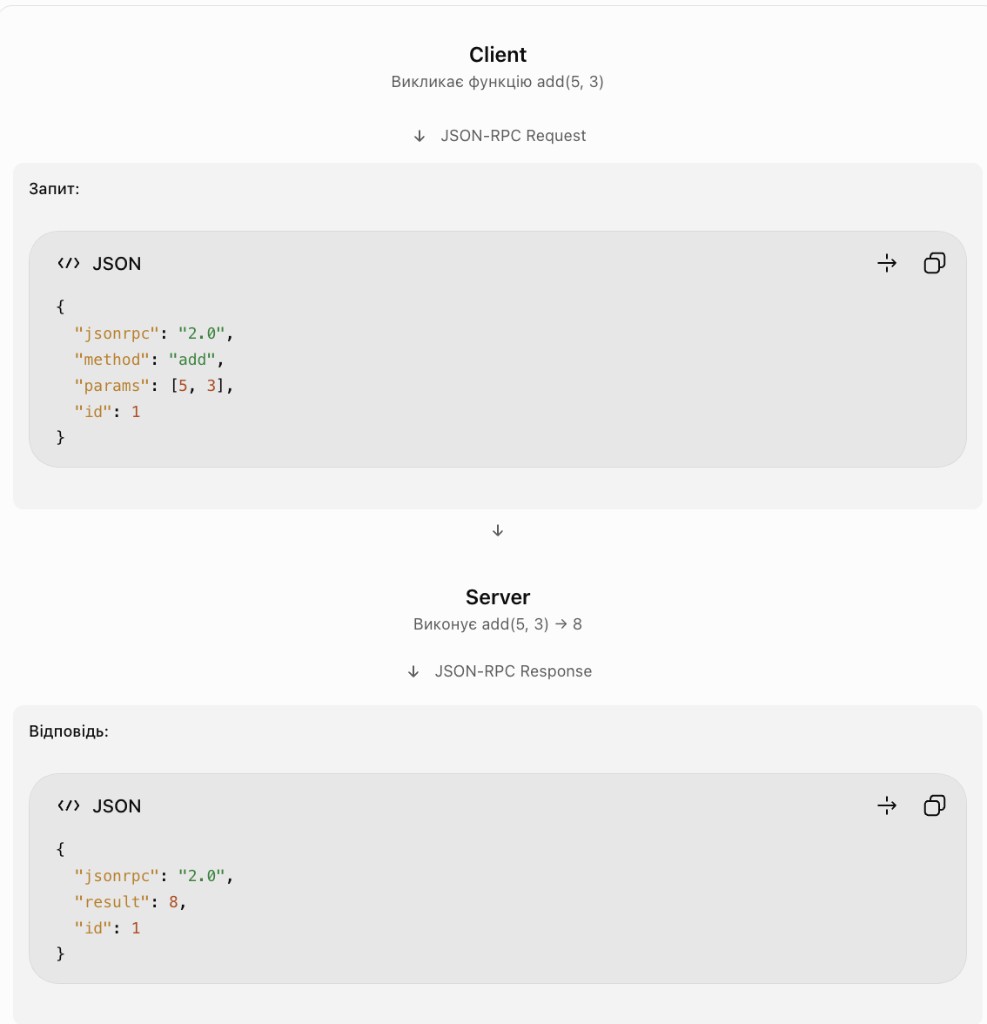 Client
Викликає функцію add(5, 3)
↓ JSON-RPC Request
Запит:
</> JSON
{
  "jsonrpc": "2.0",
  "method": "add",
  "params": [5, 3],
  "id": 1
}
↓
Server
Виконує add(5, 3) → 8
↓ JSON-RPC Response
Відповідь:
</> JSON
{
  "jsonrpc": "2.0",
  "result": 8,
  "id": 1
}